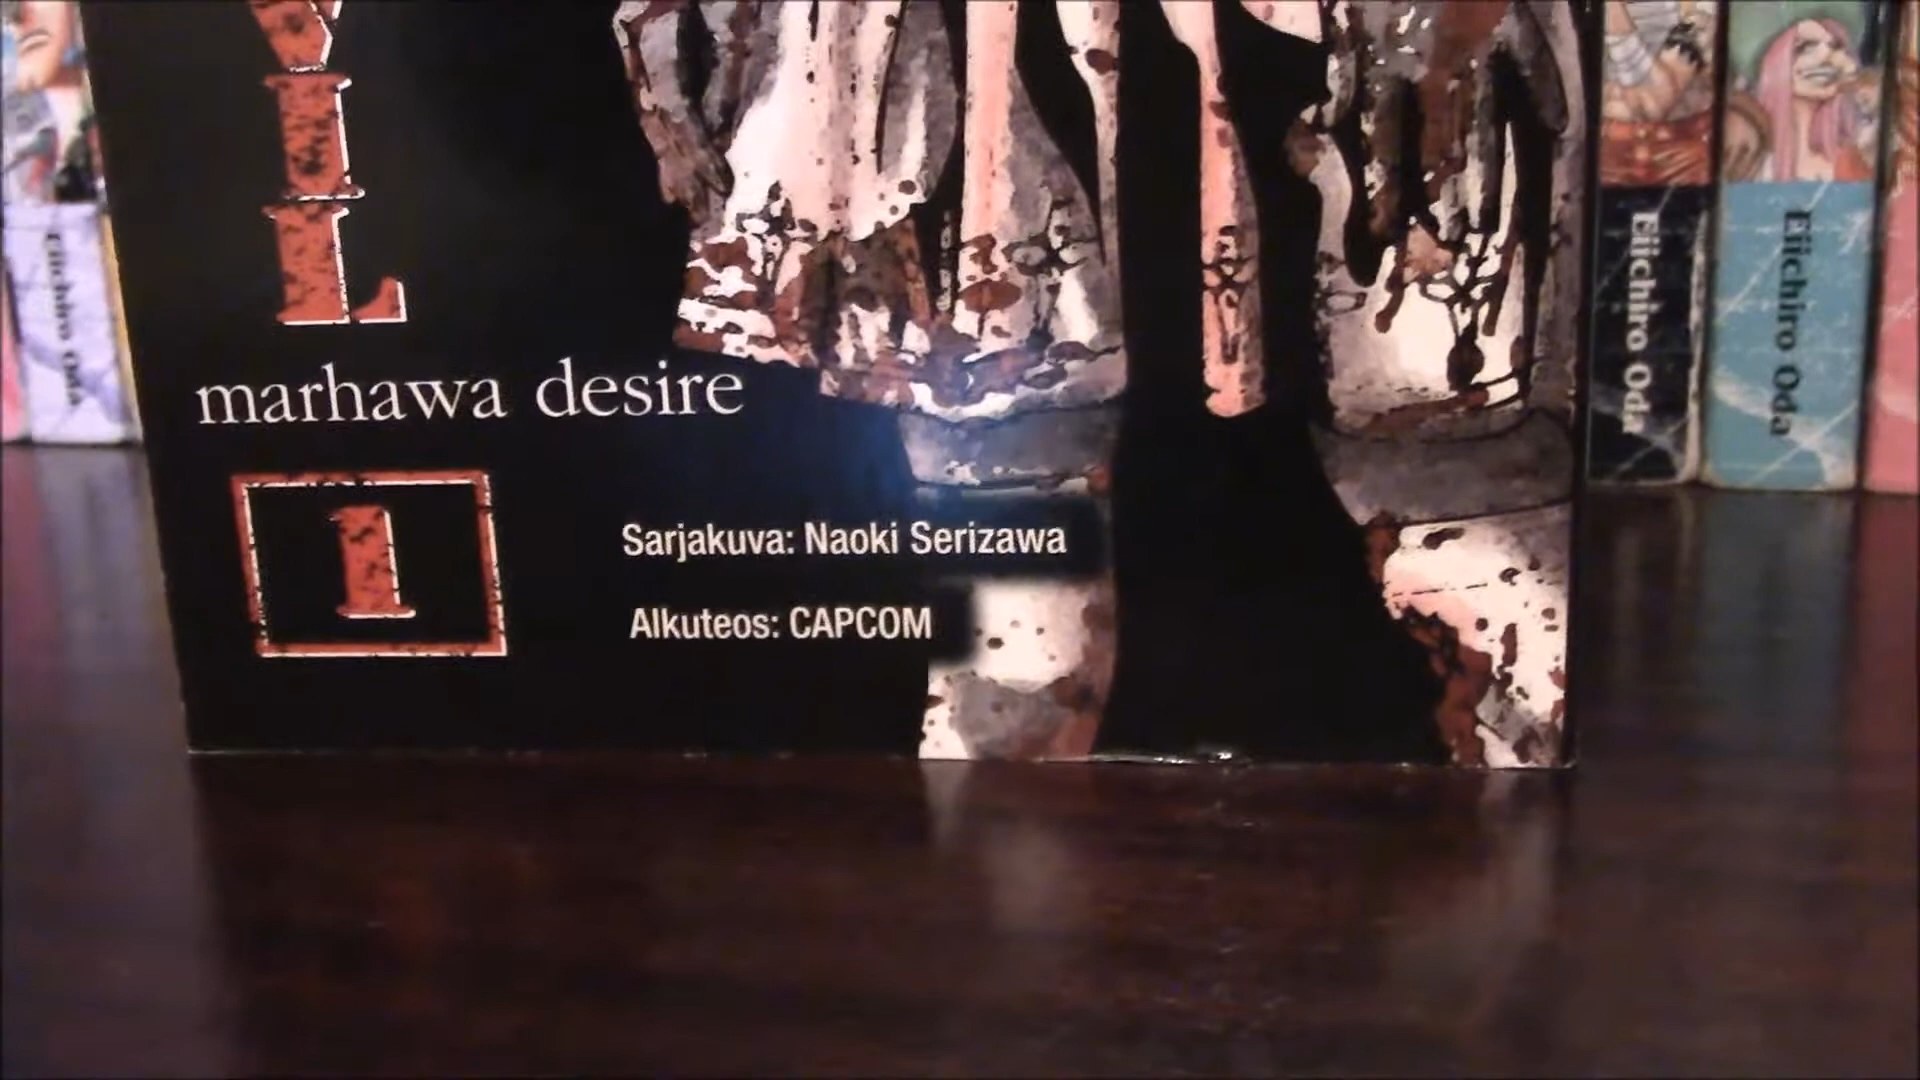 V
I
L
marhawa desire
1
Sarjakuva: Naoki Serizawa
Alkuteos: CAPCOM
Eiichiro Oda
Eiichiro Oda
Eiichiro Oda